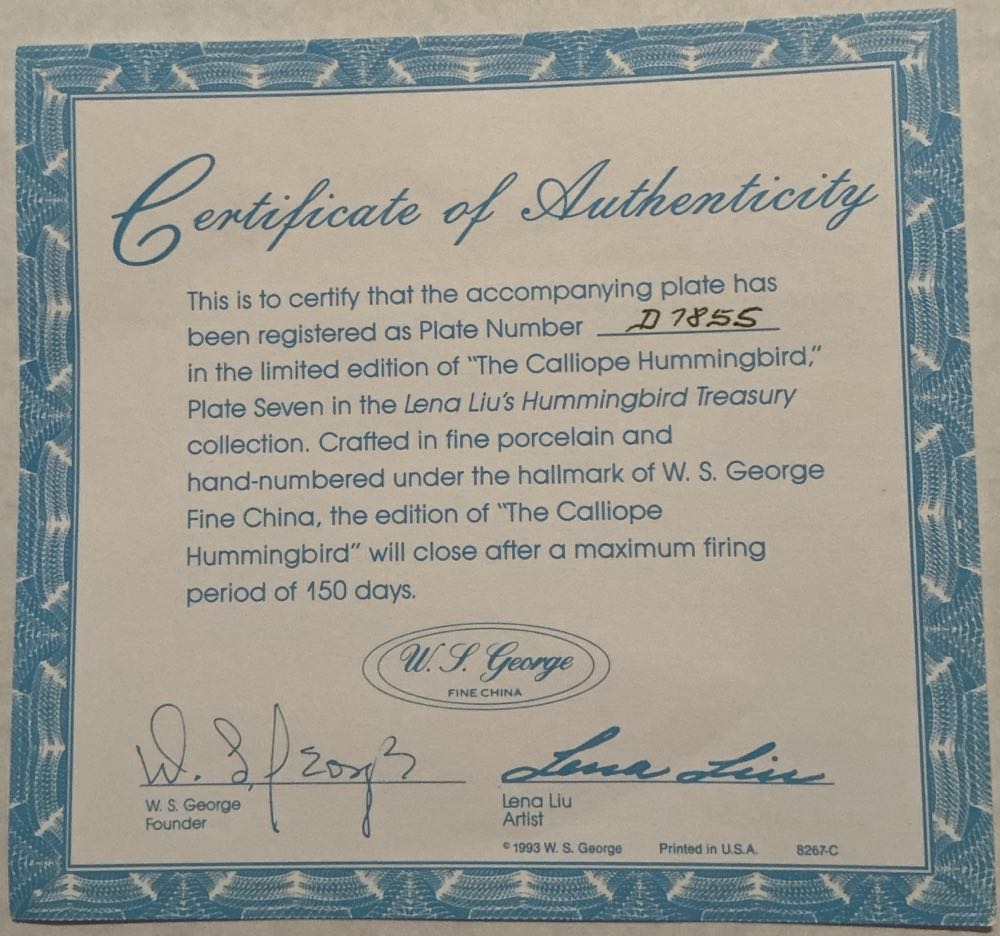 Certificate of Authenticity
This is to certify that the accompanying plate has
been registered as Plate Number D 7855
in the limited edition of "The Calliope Hummingbird,"
Plate Seven in the Lena Liu's Hummingbird Treasury
collection. Crafted in fine porcelain and
hand-numbered under the hallmark of W. S. George
Fine China, the edition of "The Calliope
Hummingbird" will close after a maximum firing
period of 150 days.
W. S. George
FINE CHINA
W. S. George
Lena Liu
W. S. George
Founder
Lena Liu
Artist
© 1993 W. S. George Printed in U.S.A. 8267-C